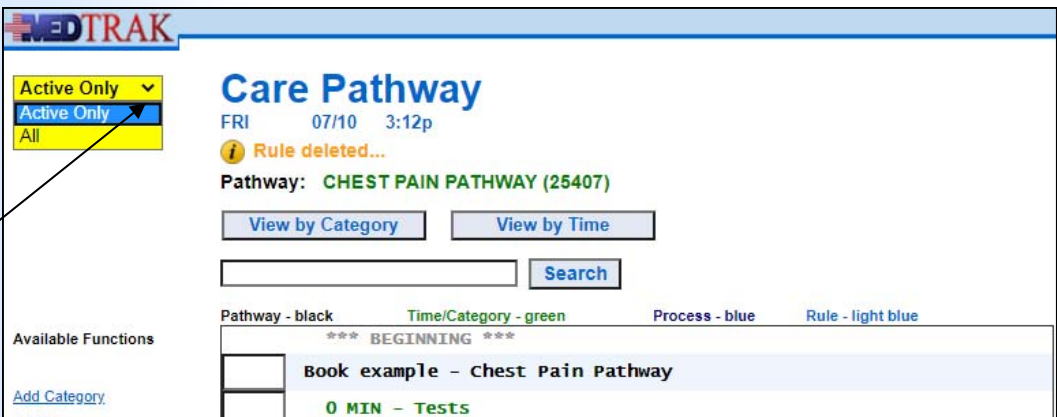 MEDTRAK
Active Only
Active Only
All
Care Pathway
FRI 07/10 3:12p
i Rule deleted...
Pathway: CHEST PAIN PATHWAY (25407)
View by Category View by Time
Search
Pathway - black Time/Category - green Process - blue Rule - light blue
Available Functions
*** BEGINNING ***
Book example - Chest Pain Pathway
Add Category
0 MIN - Tests